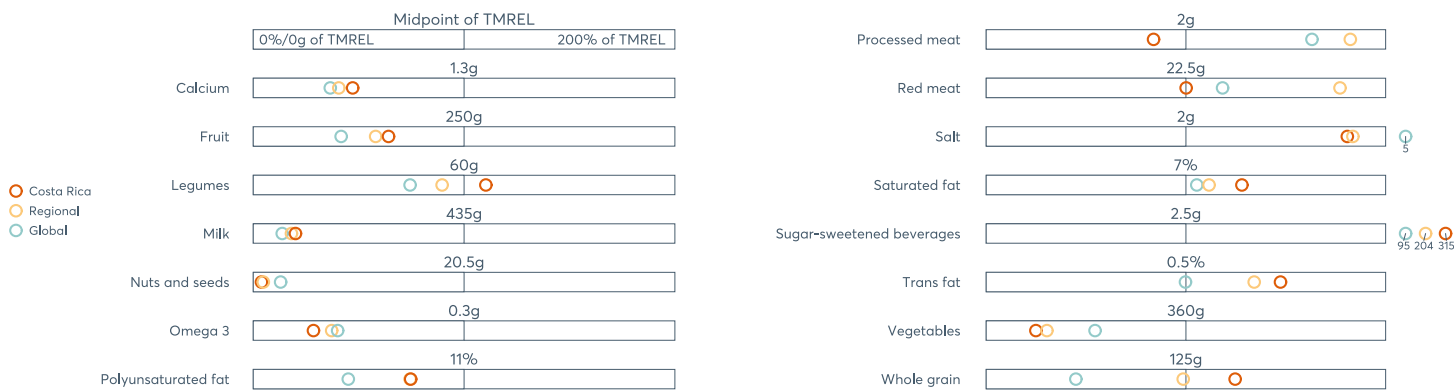 Midpoint of TMREL
0%/0g of TMREL
200% of TMREL
1.3g
Calcium
250g
Fruit
60g
Legumes
435g
Milk
20.5g
Nuts and seeds
0.3g
Omega 3
11%
Polyunsaturated fat
Costa Rica
Regional
Global
2g
Processed meat
22.5g
Red meat
2g
Salt
5
7%
Saturated fat
2.5g
Sugar-sweetened beverages
95 204 315
0.5%
Trans fat
360g
Vegetables
125g
Whole grain